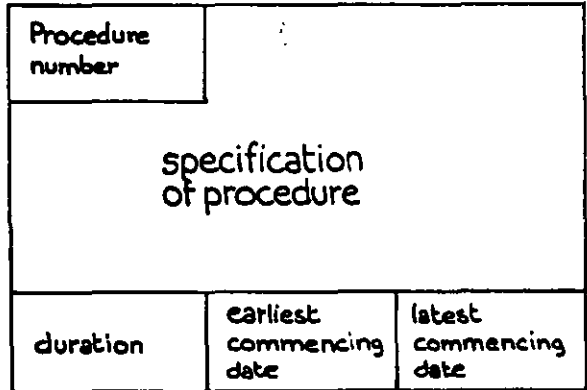 Procedure
number
specification
of procedure
duration
earliest
commencing
date
latest
commencing
date